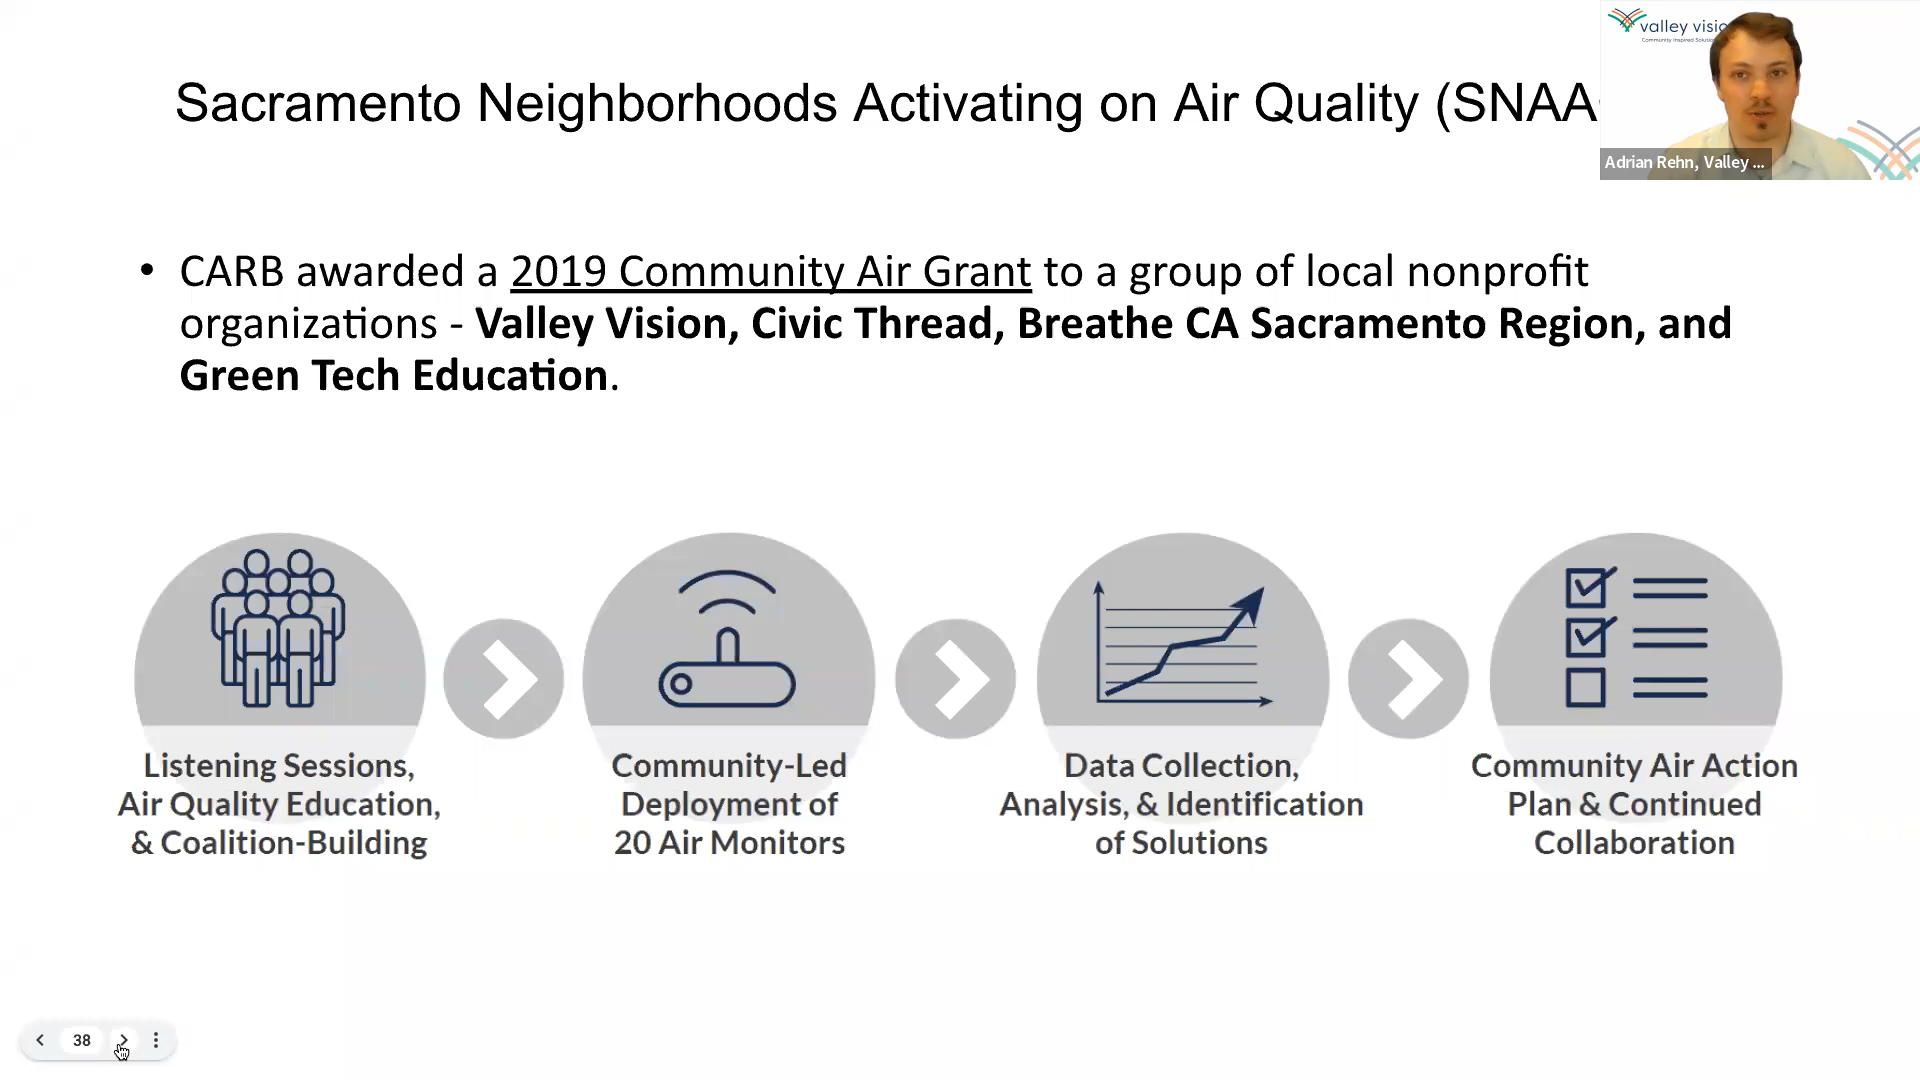 valley
Community Inspired
Sacramento Neighborhoods Activating on Air Quality (SNAA
Adrian Rehn, Valley ...
• CARB awarded a 2019 Community Air Grant to a group of local nonprofit
organizations - Valley Vision, Civic Thread, Breathe CA Sacramento Region, and
Green Tech Education.
Listening Sessions,
Air Quality Education,
& Coalition-Building
Community-Led
Deployment of
20 Air Monitors
Data Collection,
Analysis, & Identification
of Solutions
Community Air Action
Plan & Continued
Collaboration
38